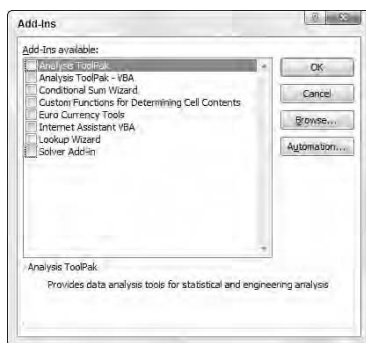 Add-Ins
Add-Ins available:
Analysis ToolPak
Analysis ToolPak - VBA
Conditional Sum Wizard
Custom Functions for Determining Cell Contents
Euro Currency Tools
Internet Assistant VBA
Lookup Wizard
Solver Add-in
OK
Cancel
Browse...
Automation...
Analysis ToolPak
Provides data analysis tools for statistical and engineering analysis